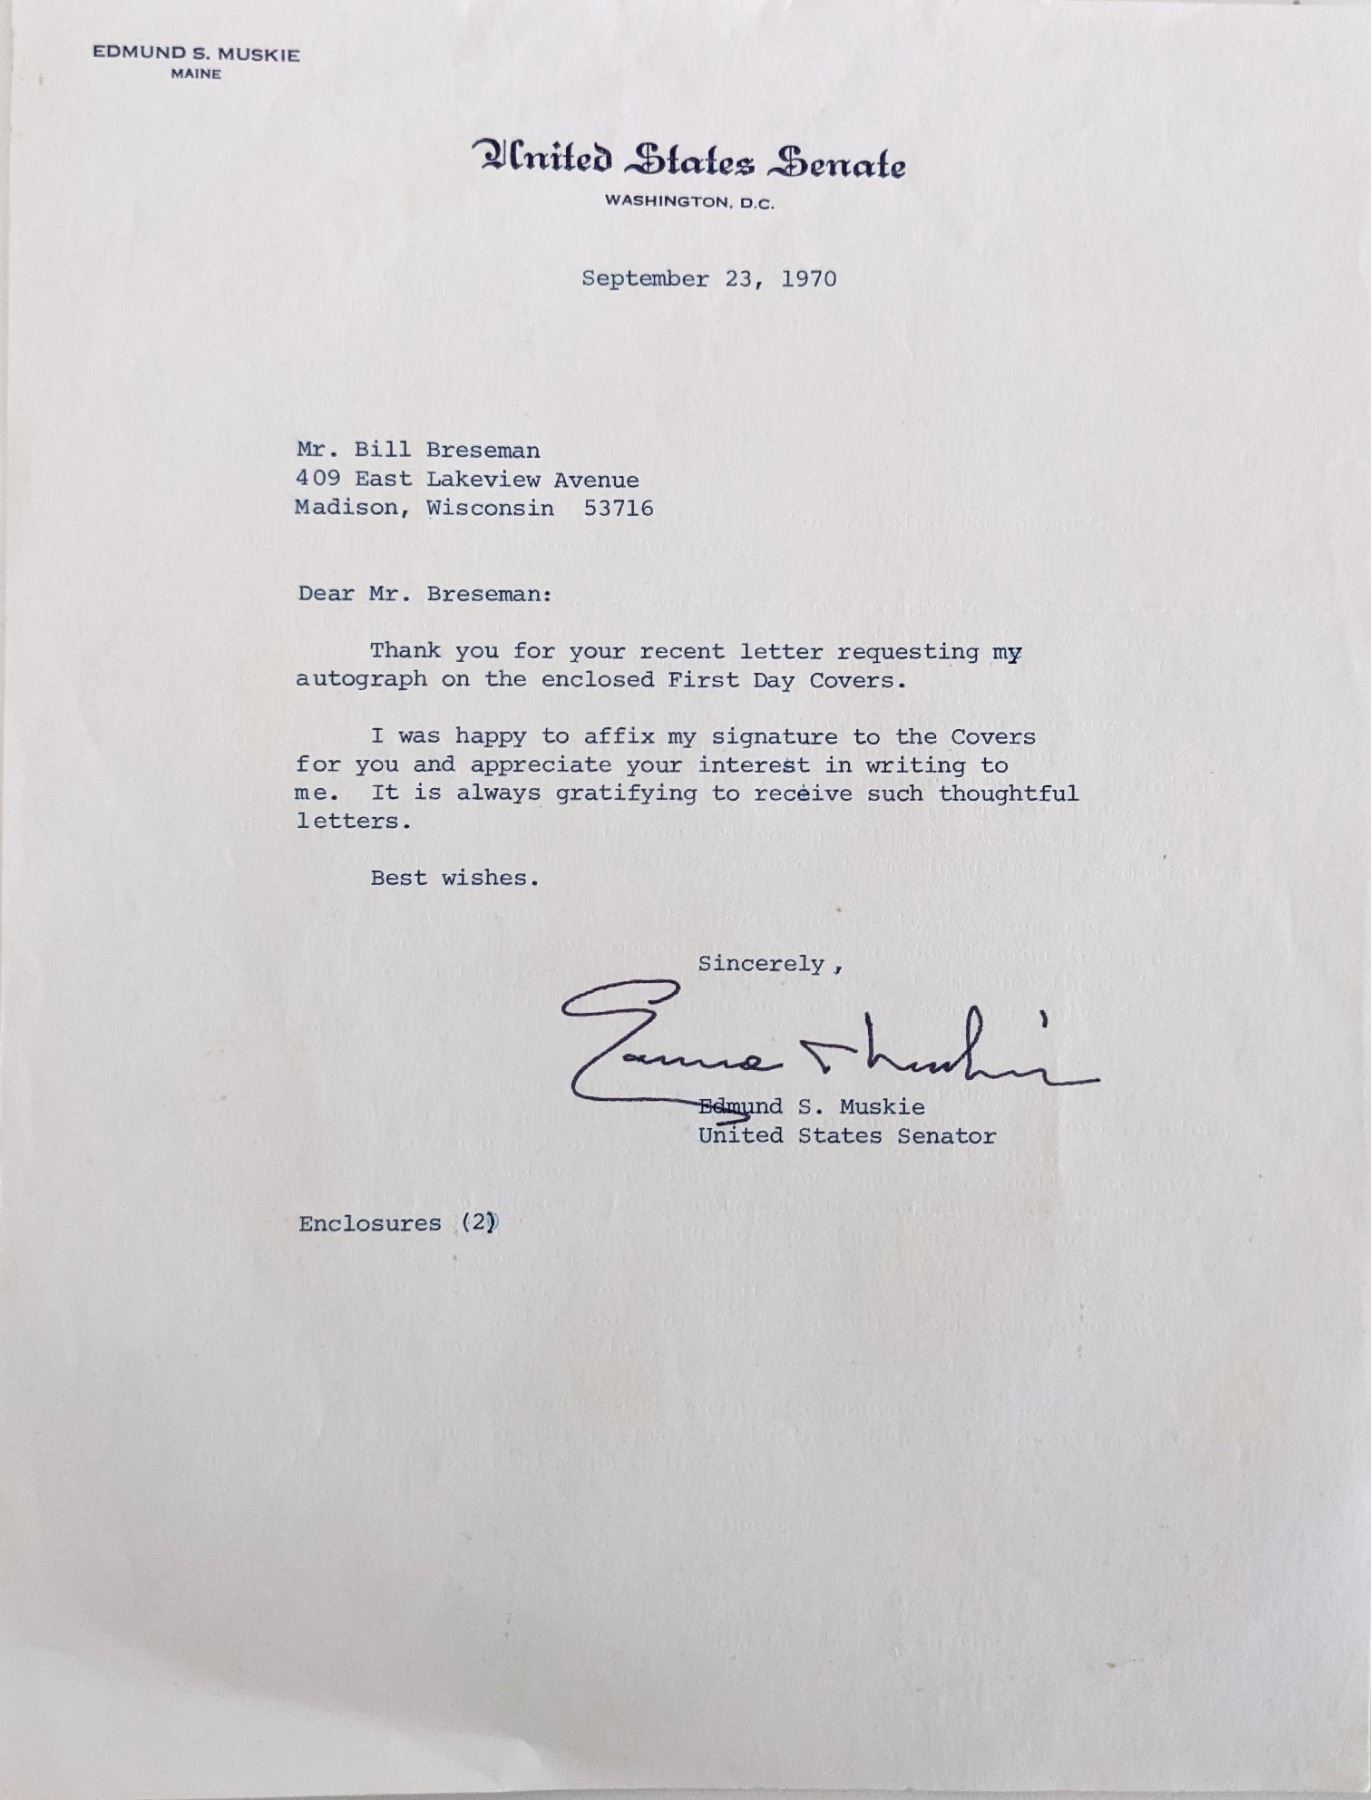 EDMUND S. MUSKIE
MAINE
United States Senate
WASHINGTON, D.C.
September 23, 1970
Mr. Bill Breseman
409 East Lakeview Avenue
Madison, Wisconsin 53716
Dear Mr. Breseman:
Thank you for your recent letter requesting my
autograph on the enclosed First Day Covers.
I was happy to affix my signature to the Covers
for you and appreciate your interest in writing to
me. It is always gratifying to receive such thoughtful
letters.
Best wishes.
Sincerely,
Edmund S. Muskie
Edmund S. Muskie
United States Senator
Enclosures (2)